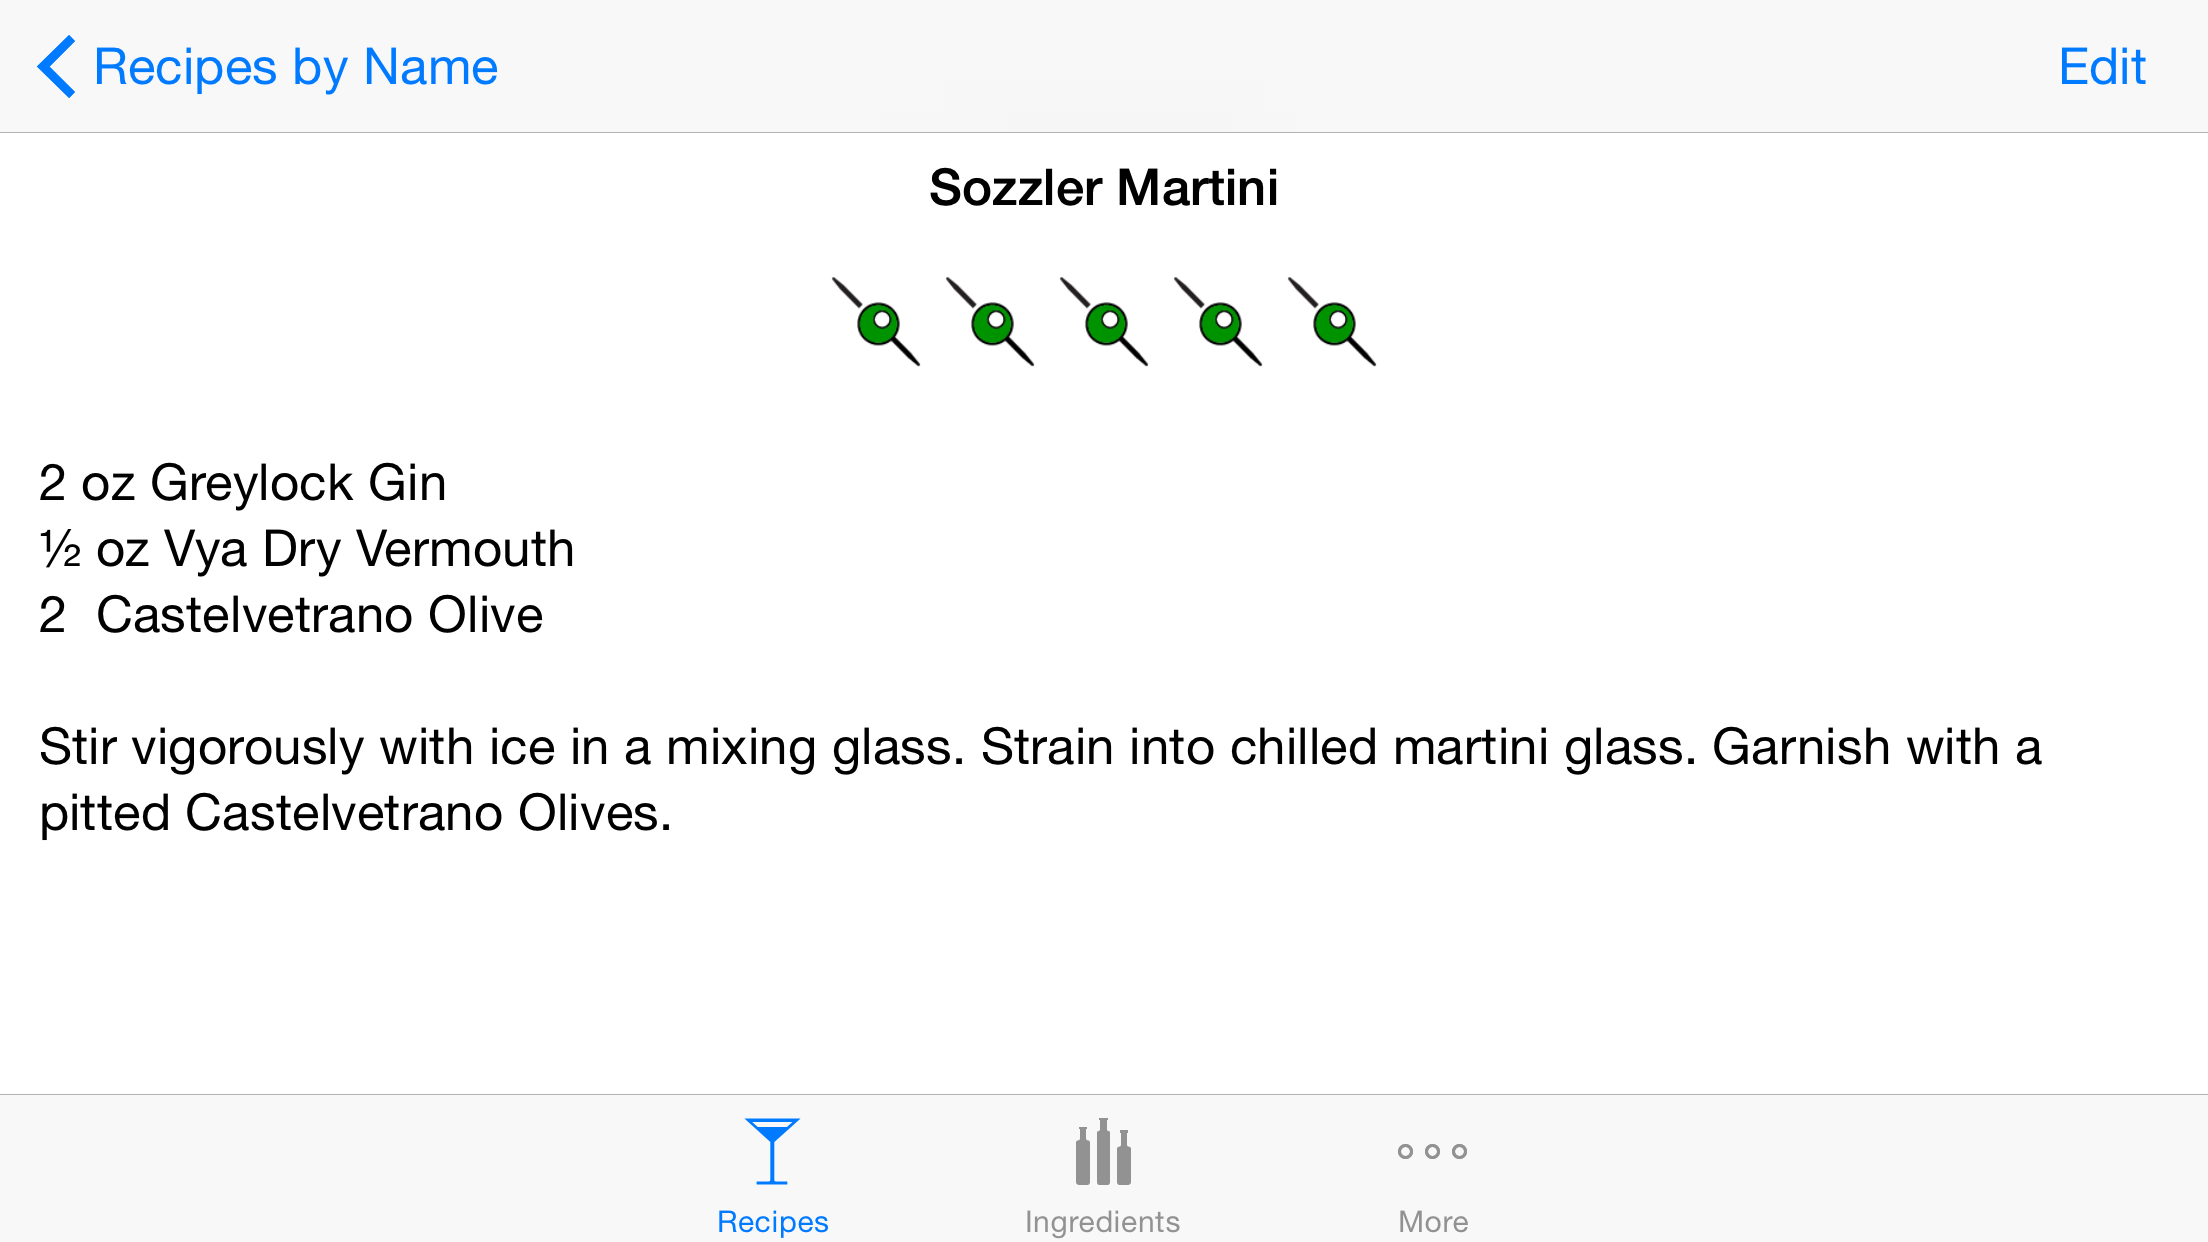 Recipes by Name
Edit
Sozzler Martini
2 oz Greylock Gin
½ oz Vya Dry Vermouth
2  Castelvetrano Olive
Stir vigorously with ice in a mixing glass. Strain into chilled martini glass. Garnish with a
pitted Castelvetrano Olives.
Recipes
Ingredients
More